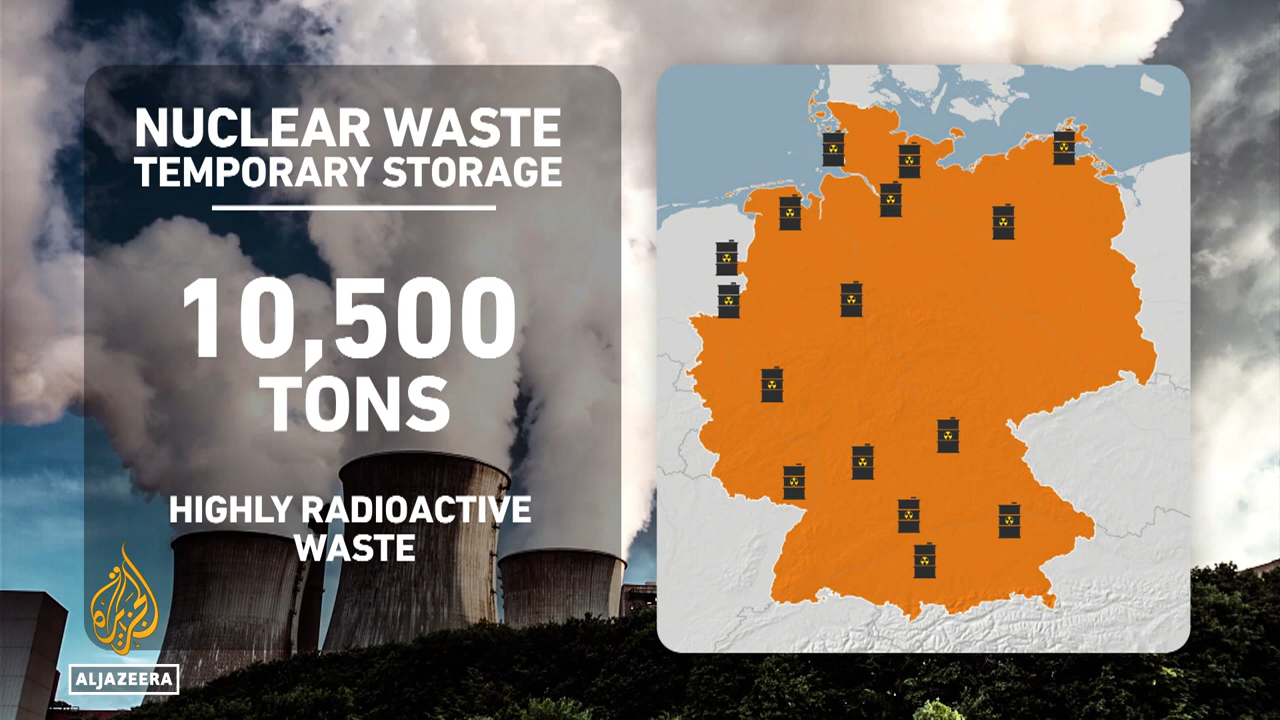 NUCLEAR WASTE
TEMPORARY STORAGE
10,500
TONS
HIGHLY RADIOACTIVE
WASTE
الجزيرة
ALJAZEERA